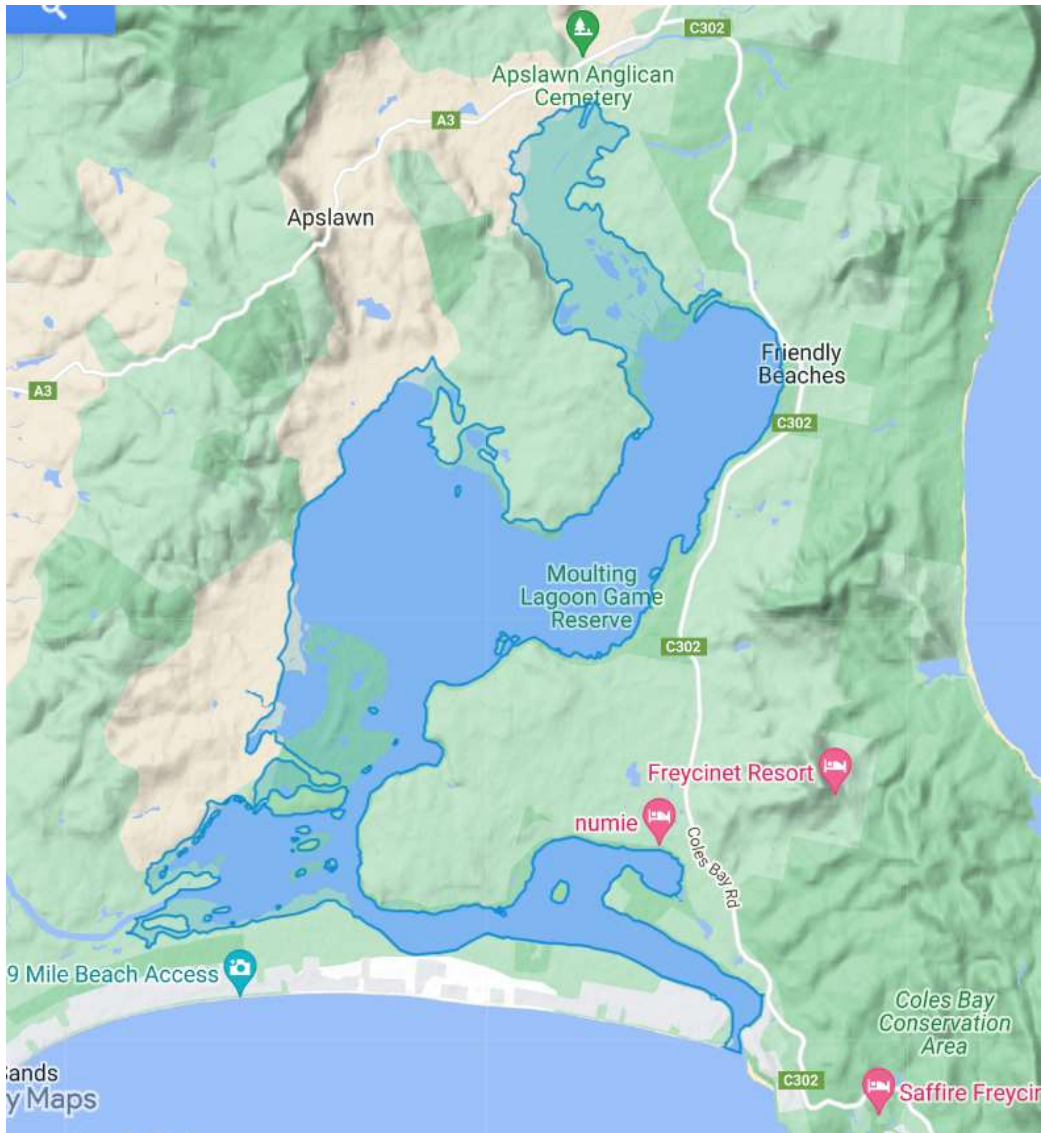 C302
Apslawn Anglican
Cemetery
A3
Apslawn
Friendly
Beaches
A3
C302
Moulting
Lagoon Game
Reserve
C302
Freycinet Resort
numie
Coles Bay Rd
9 Mile Beach Access
Coles Bay
Conservation
Area
Sands
y Maps
C302
Saffire Freycin